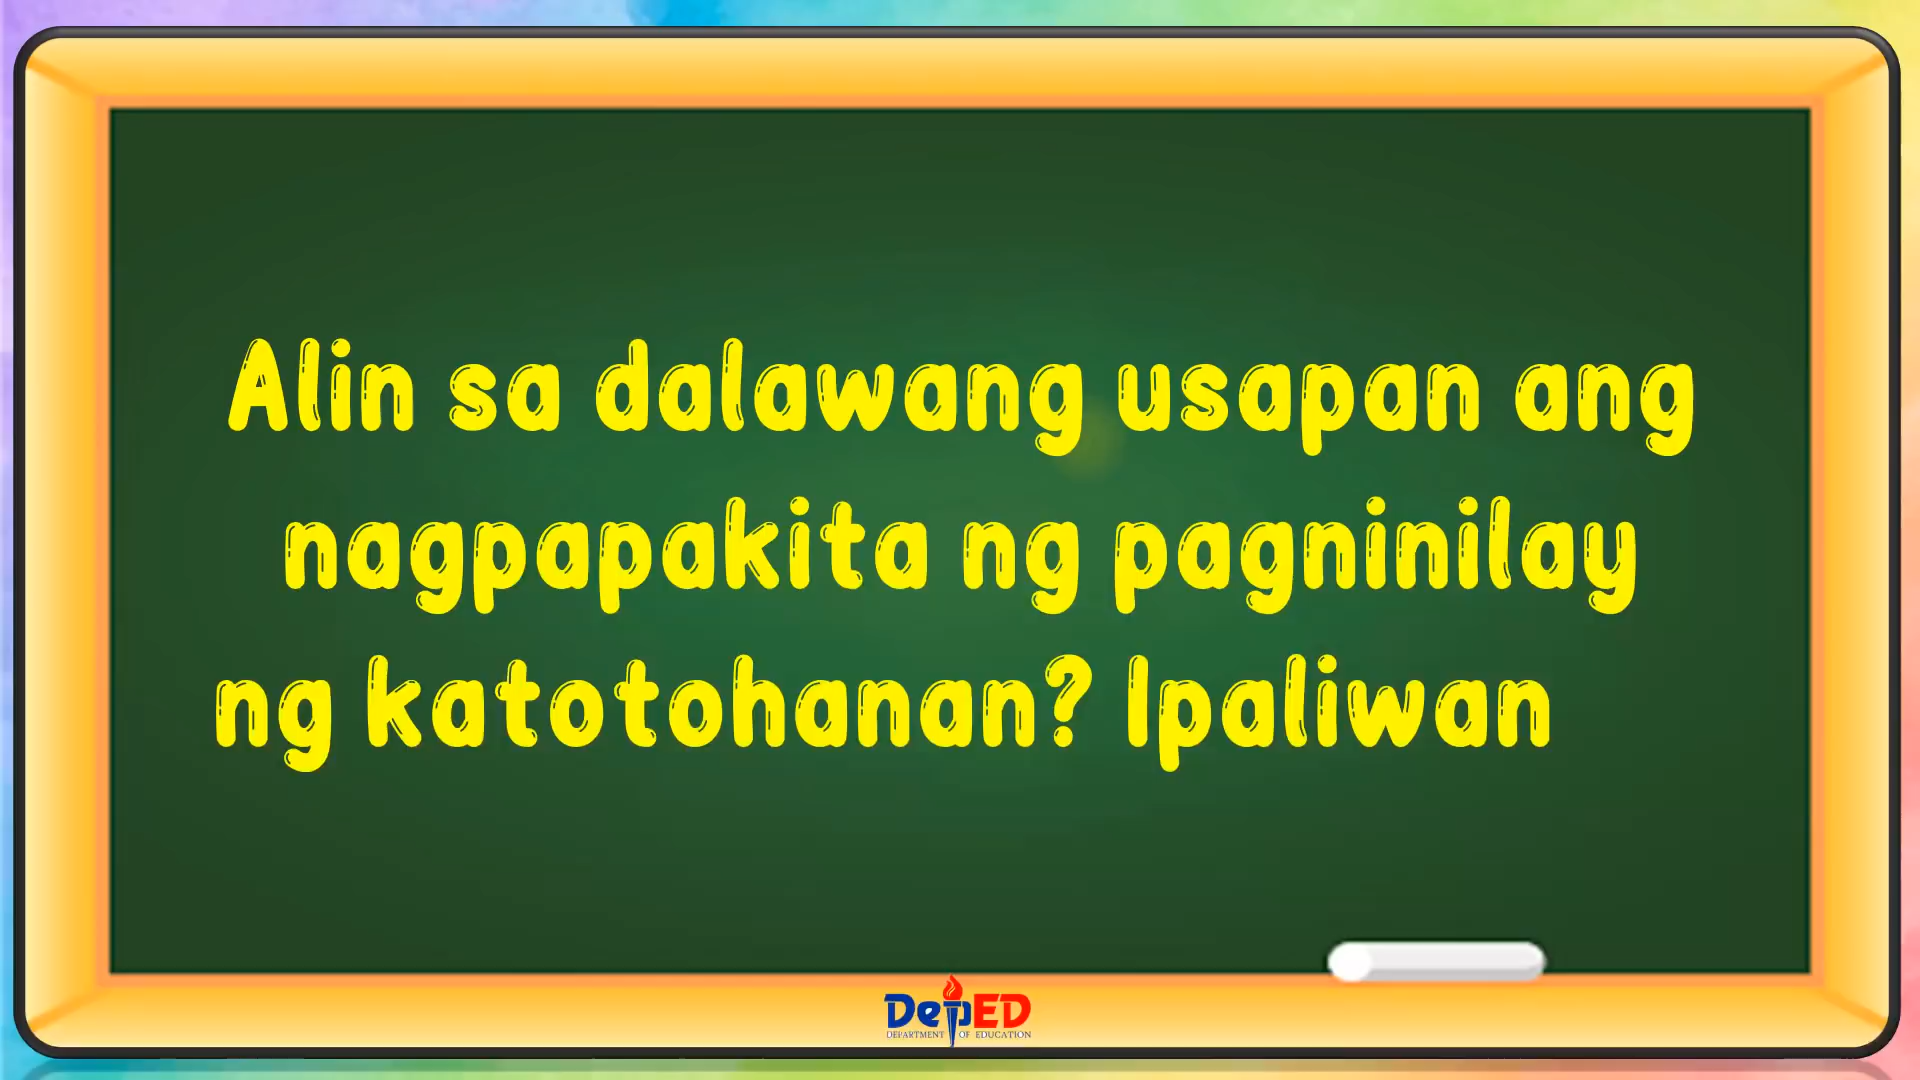 Alin sa dalawang usapan ang
nagpapakita ng pagninilay
ng katotohanan? Ipaliwan
DepED
DEPARTMENT OF EDUCATION